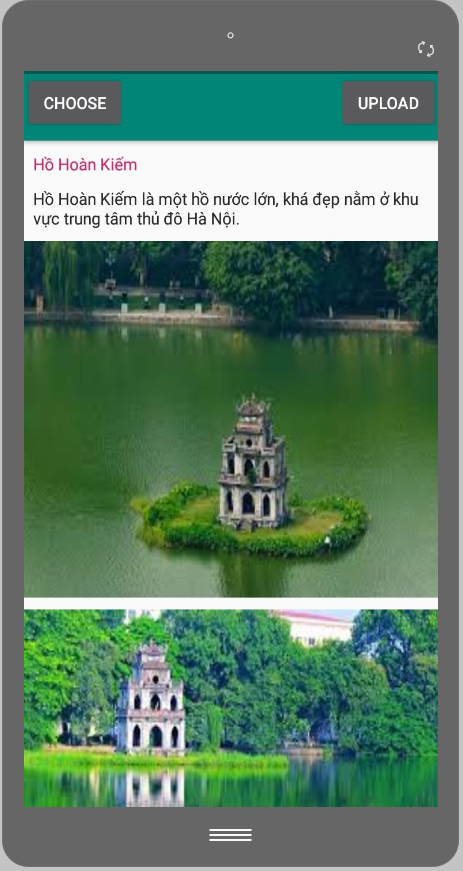 CHOOSE
UPLOAD
Hồ Hoàn Kiếm
Hồ Hoàn Kiếm là một hồ nước lớn, khá đẹp nằm ở khu
vực trung tâm thủ đô Hà Nội.